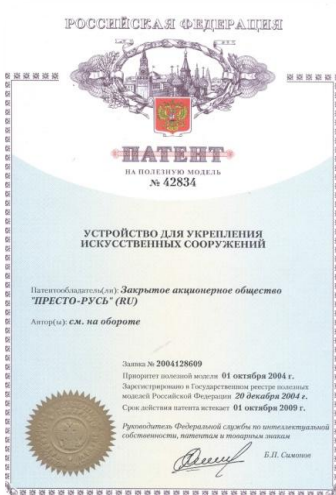 РОССИЙСКАЯ ФЕДЕРАЦИЯ
ПАТЕНТ
НА ПОЛЕЗНУЮ МОДЕЛЬ
№ 42834
УСТРОЙСТВО ДЛЯ УКРЕПЛЕНИЯ
ИСКУССТВЕННЫХ СООРУЖЕНИЙ
Патентообладатель(ли): Закрытое акционерное общество
"ПРЕСТО-РУСЬ" (RU)
Автор(ы): см. на обороте
Заявка № 2004128609
Приоритет полезной модели 01 октября 2004 г.
Зарегистрировано в Государственном реестре полезных
моделей Российской Федерации 20 декабря 2004 г.
Срок действия патента истекает 01 октября 2009 г.
Руководитель Федеральной службы по интеллектуальной
собственности, патентам и товарным знакам
Б.П. Симонов